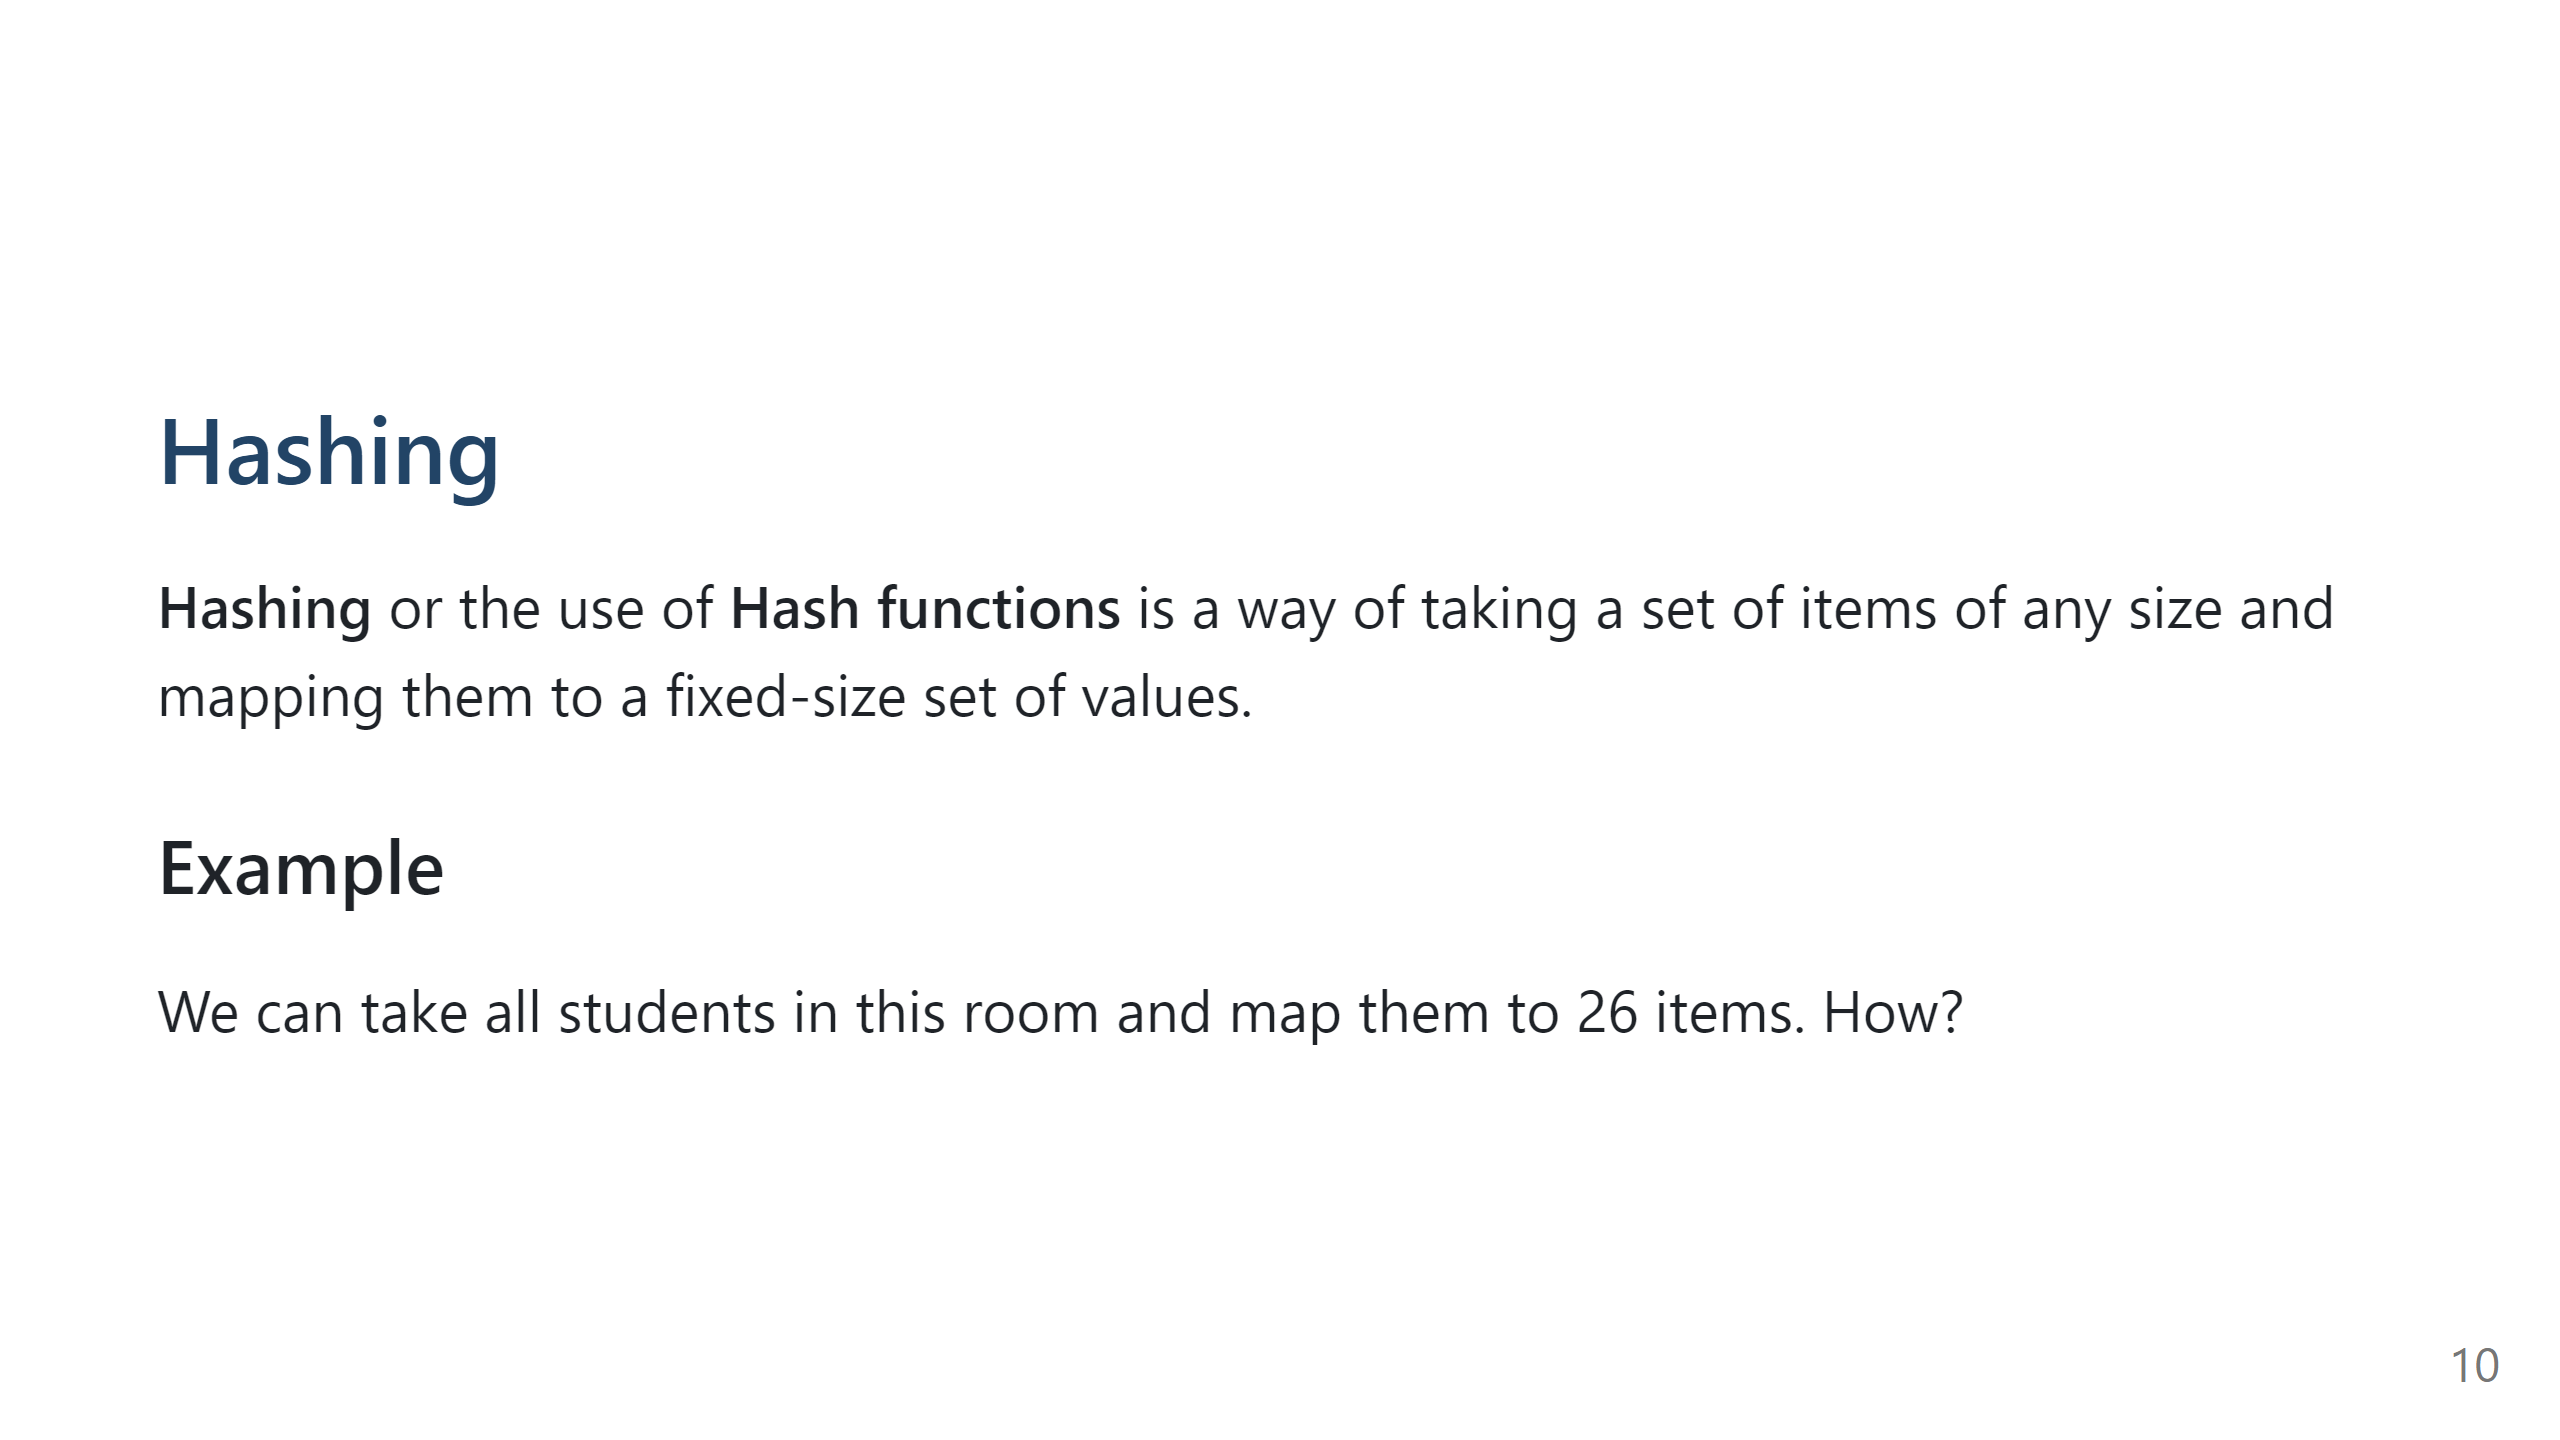 Hashing
Hashing or the use of Hash functions is a way of taking a set of items of any size and
mapping them to a fixed-size set of values.
Example
We can take all students in this room and map them to 26 items. How?
10